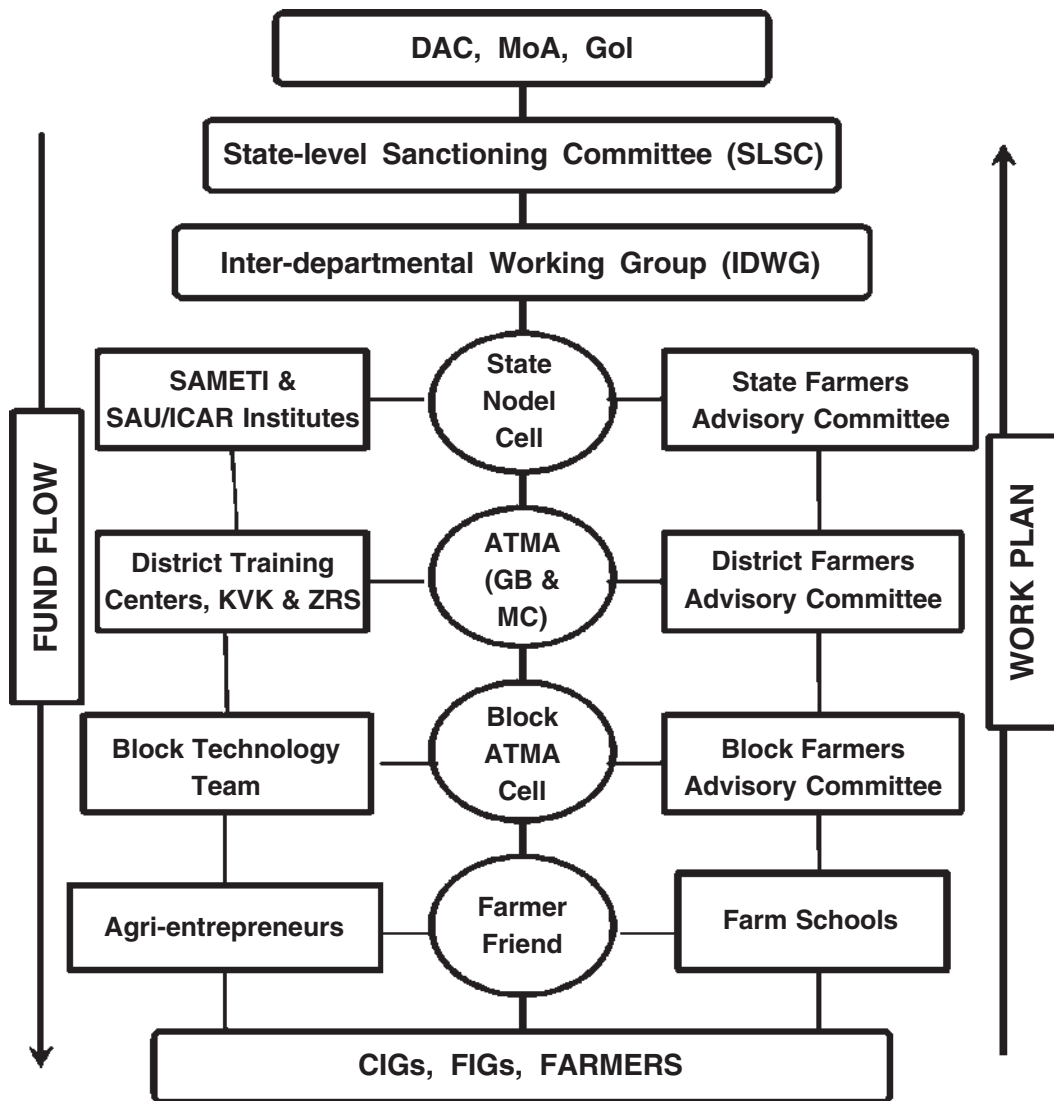 DAC, MoA, GoI
State-level Sanctioning Committee (SLSC)
Inter-departmental Working Group (IDWG)
SAMETI &
SAU/ICAR Institutes
State
Nodel
Cell
State Farmers
Advisory Committee
FUND FLOW
WORK PLAN
District Training
Centers, KVK & ZRS
ATMA
(GB &
MC)
District Farmers
Advisory Committee
Block Technology
Team
Block
ATMA
Cell
Block Farmers
Advisory Committee
Agri-entrepreneurs
Farmer
Friend
Farm Schools
CIGs, FIGs, FARMERS